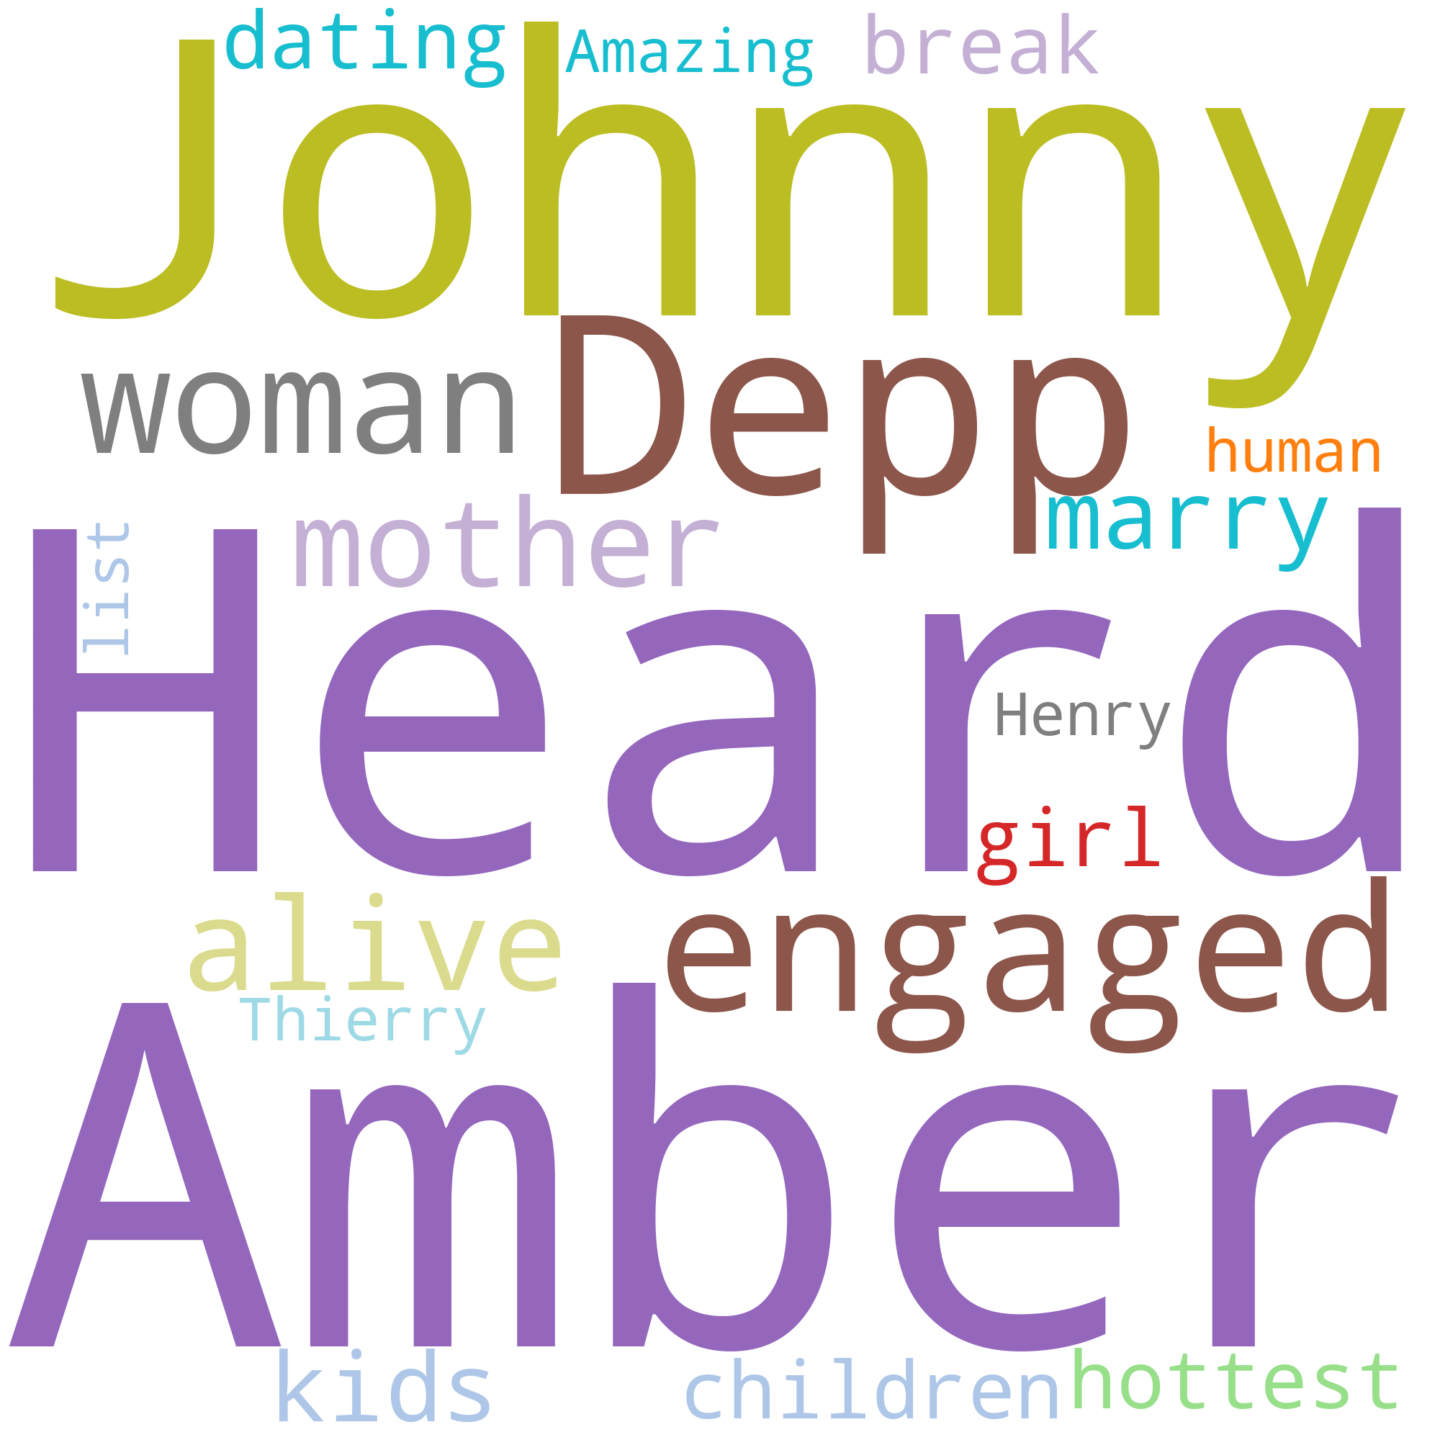 dating Amazing break
Johnny
woman Depp
human
mother marry
list
Heard
Henry
girl
alive engaged
Thierry
Amber
kids children hottest